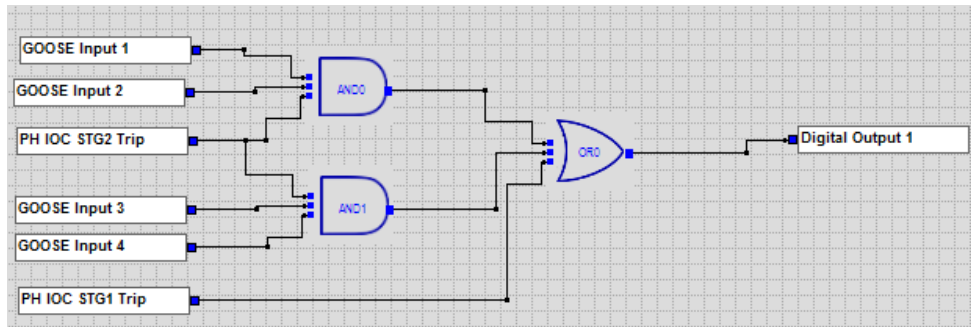 GOOSE Input 1
GOOSE Input 2
AND0
PH IOC STG2 Trip
Digital Output 1
OR0
GOOSE Input 3
AND1
GOOSE Input 4
PH IOC STG1 Trip